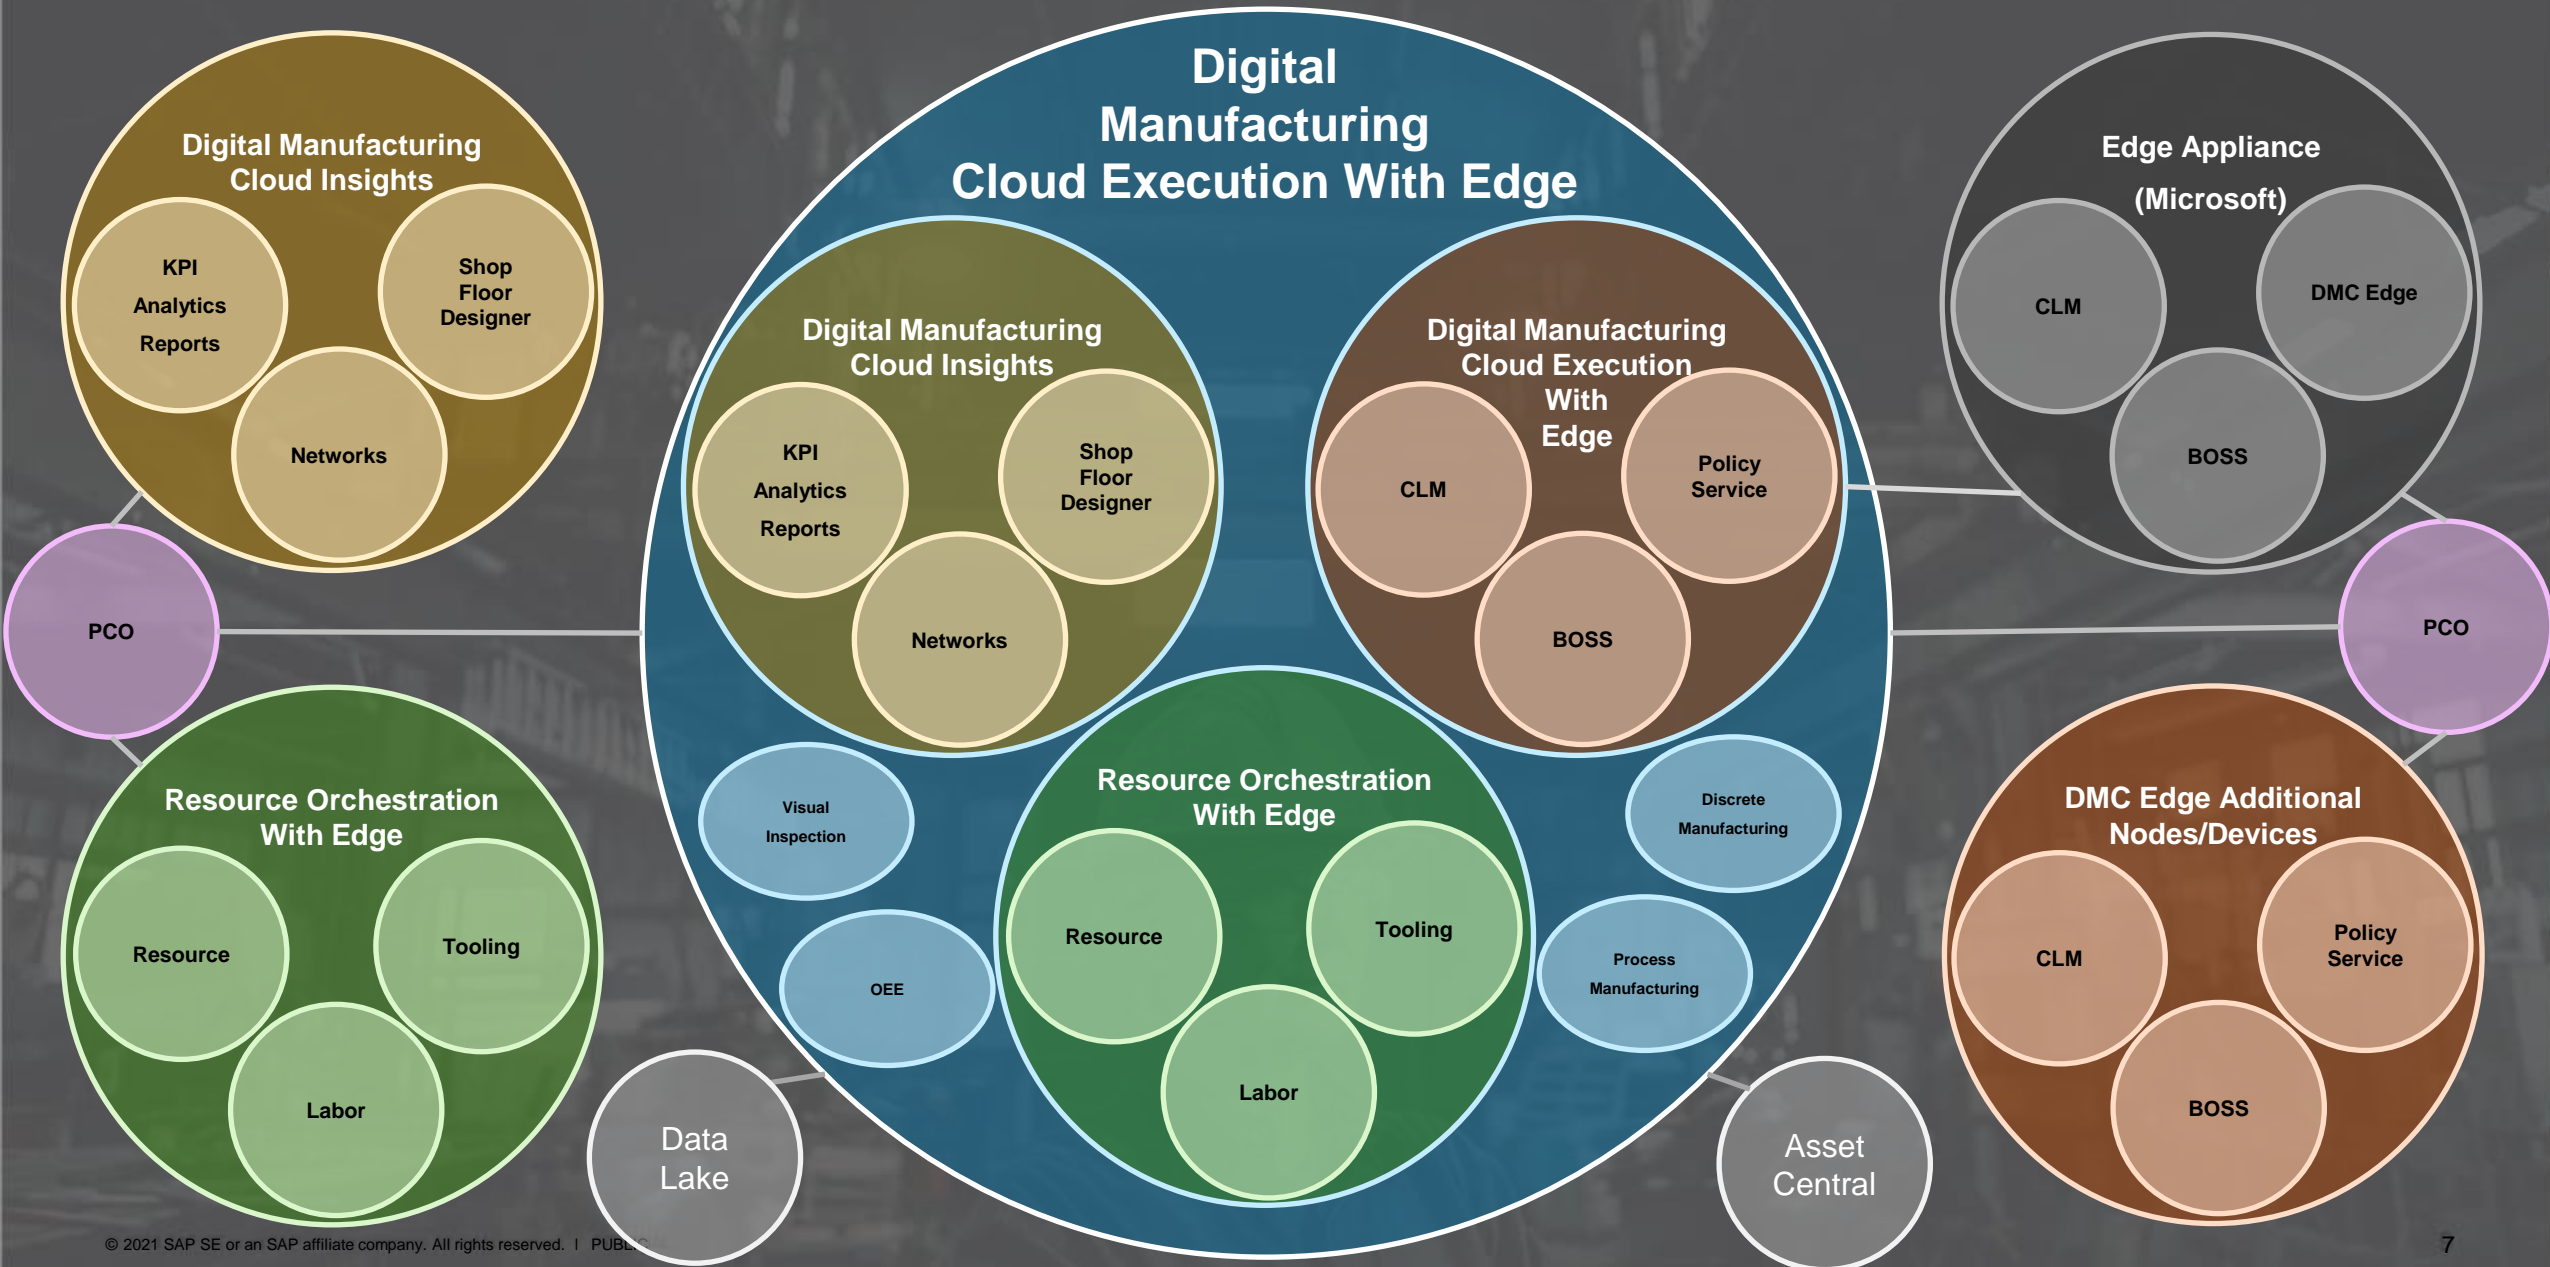 Digital Manufacturing
Cloud Insights
KPI
Analytics
Reports
Shop
Floor
Designer
Networks
PCO
Resource Orchestration
With Edge
Resource
Tooling
Labor
Digital
Manufacturing
Cloud Execution With Edge
Digital Manufacturing
Cloud Insights
KPI
Analytics
Reports
Shop
Floor
Designer
Networks
Digital Manufacturing
Cloud Execution
With
Edge
CLM
Policy
Service
BOSS
Visual
Inspection
OEE
Resource Orchestration
With Edge
Resource
Tooling
Labor
Discrete
Manufacturing
Process
Manufacturing
Data
Lake
Asset
Central
Edge Appliance
(Microsoft)
CLM
DMC Edge
BOSS
PCO
DMC Edge Additional
Nodes/Devices
CLM
Policy
Service
BOSS
© 2021 SAP SE or an SAP affiliate company. All rights reserved. ǀ PUBLIC
7